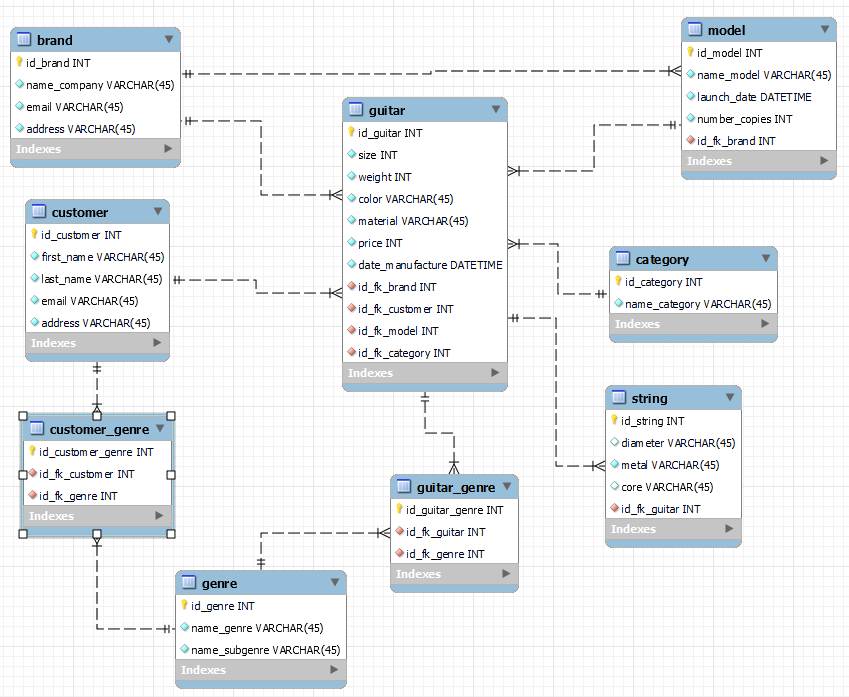 brand
id_brand INT
name_company VARCHAR(45)
email VARCHAR(45)
address VARCHAR(45)
Indexes
model
id_model INT
name_model VARCHAR(45)
launch_date DATETIME
number_copies INT
id_fk_brand INT
Indexes
guitar
id_guitar INT
size INT
weight INT
color VARCHAR(45)
material VARCHAR(45)
price INT
date_manufacture DATETIME
id_fk_brand INT
id_fk_customer INT
id_fk_model INT
id_fk_category INT
Indexes
customer
id_customer INT
first_name VARCHAR(45)
last_name VARCHAR(45)
email VARCHAR(45)
address VARCHAR(45)
Indexes
category
id_category INT
name_category VARCHAR(45)
Indexes
string
id_string INT
diameter VARCHAR(45)
metal VARCHAR(45)
core VARCHAR(45)
id_fk_guitar INT
Indexes
customer_genre
id_customer_genre INT
id_fk_customer INT
id_fk_genre INT
Indexes
guitar_genre
id_guitar_genre INT
id_fk_guitar INT
id_fk_genre INT
Indexes
genre
id_genre INT
name_genre VARCHAR(45)
name_subgenre VARCHAR(45)
Indexes